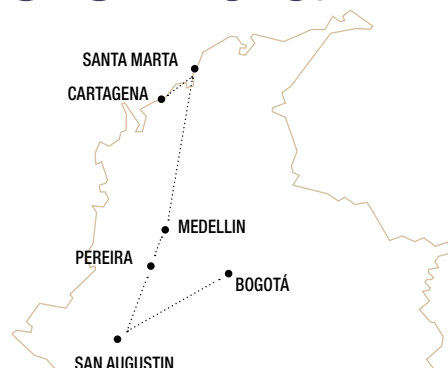 SANTA MARTA
CARTAGENA
MEDELLIN
PEREIRA
BOGOTÁ
SAN AUGUSTIN